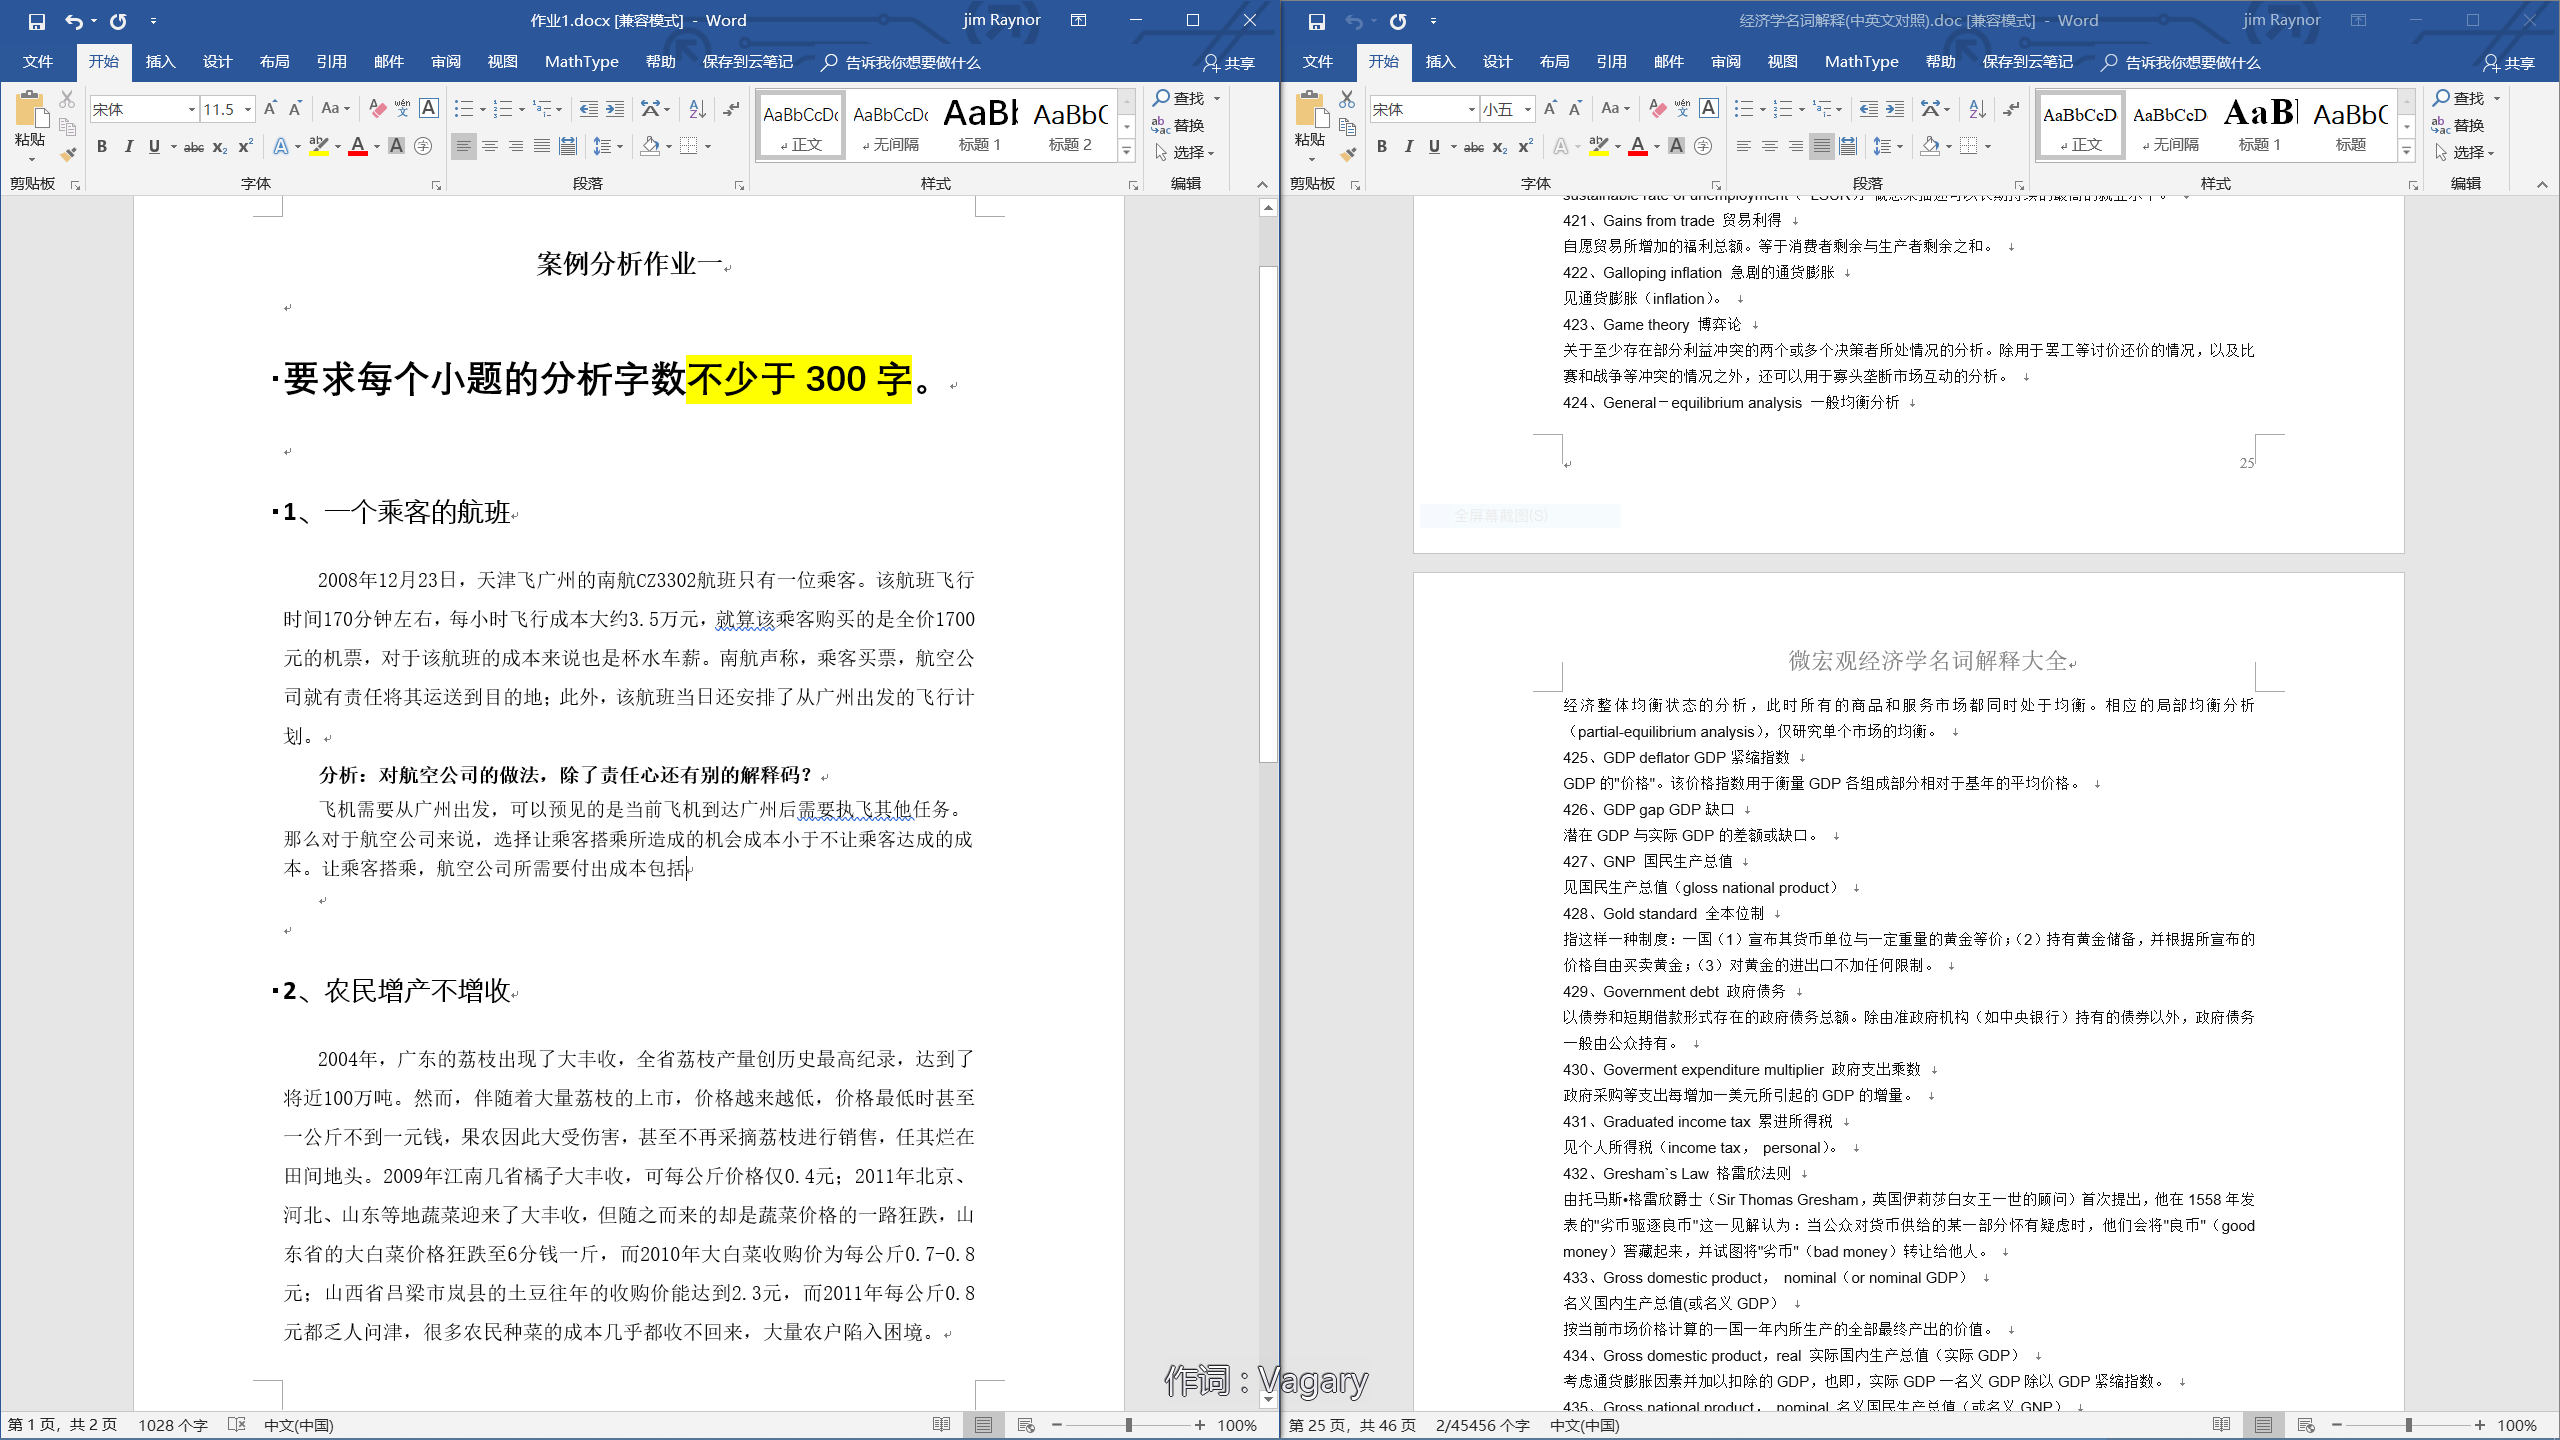 作业1.docx [兼容模式] - Word
jim Raynor
文件 开始 插入 设计 布局 引用 邮件 审阅 视图 MathType 帮助 保存到云笔记 告诉我你想要做什么 共享
宋体 11.5
粘贴
查找
替换
选择
AaBbCcDc AaBbCcDc AaBb AaBbC
正文 无间隔 标题 1 标题 2
剪贴板 字体 段落 样式 编辑
案例分析作业一
要求每个小题的分析字数不少于 300 字。
1、一个乘客的航班
2008年12月23日，天津飞广州的南航CZ3302航班只有一位乘客。该航班飞行
时间170分钟左右，每小时飞行成本大约3.5万元，就算该乘客购买的是全价1700
元的机票，对于该航班的成本来说也是杯水车薪。南航声称，乘客买票，航空公
司就有责任将其运送到目的地；此外，该航班当日还安排了从广州出发的飞行计
划。
分析：对航空公司的做法，除了责任心还有别的解释码？
飞机需要从广州出发，可以预见的是当前飞机到达广州后需要执飞其他任务。
那么对于航空公司来说，选择让乘客搭乘所造成的机会成本小于不让乘客达成的成
本。让乘客搭乘，航空公司所需要付出成本包括
2、农民增产不增收
2004年，广东的荔枝出现了大丰收，全省荔枝产量创历史最高纪录，达到了
将近100万吨。然而，伴随着大量荔枝的上市，价格越来越低，价格最低时甚至
一公斤不到一元钱，果农因此大受伤害，甚至不再采摘荔枝进行销售，任其烂在
田间地头。2009年江南几省橘子大丰收，可每公斤价格仅0.4元；2011年北京、
河北、山东等地蔬菜迎来了大丰收，但随之而来的却是蔬菜价格的一路狂跌，山
东省的大白菜价格狂跌至6分钱一斤，而2010年大白菜收购价为每公斤0.7-0.8
元；山西省吕梁市岚县的土豆往年的收购价能达到2.3元，而2011年每公斤0.8
元都乏人问津，很多农民种菜的成本几乎都收不回来，大量农户陷入困境。
作词：Vagary
第 1 页，共 2 页 1028 个字 中文(中国) 100%
经济学名词解释(中英文对照).doc [兼容模式] - Word
jim Raynor
文件 开始 插入 设计 布局 引用 邮件 审阅 视图 MathType 帮助 保存到云笔记 告诉我你想要做什么 共享
宋体 小五
粘贴
查找
替换
选择
AaBbCcD AaBbCcD AaBl AaBbC
正文 无间隔 标题 1 标题
剪贴板 字体 段落 样式 编辑
421、Gains from trade 贸易利得
自愿贸易所增加的福利总额。等于消费者剩余与生产者剩余之和。
422、Galloping inflation 急剧的通货膨胀
见通货膨胀（inflation）。
423、Game theory 博弈论
关于至少存在部分利益冲突的两个或多个决策者所处情况的分析。除用于罢工等讨价还价的情况，以及比
赛和战争等冲突的情况之外，还可以用于寡头垄断市场互动的分析。
424、General－equilibrium analysis 一般均衡分析
25
全屏幕截图(S)
微宏观经济学名词解释大全
经济整体均衡状态的分析，此时所有的商品和服务市场都同时处于均衡。相应的局部均衡分析
（partial-equilibrium analysis），仅研究单个市场的均衡。
425、GDP deflator GDP 紧缩指数
GDP 的"价格"。该价格指数用于衡量 GDP 各组成部分相对于基年的平均价格。
426、GDP gap GDP 缺口
潜在 GDP 与实际 GDP 的差额或缺口。
427、GNP 国民生产总值
见国民生产总值（gloss national product）
428、Gold standard 全本位制
指这样一种制度：一国（1）宣布其货币单位与一定重量的黄金等价；（2）持有黄金储备，并根据所宣布的
价格自由买卖黄金；（3）对黄金的进出口不加任何限制。
429、Government debt 政府债务
以债券和短期借款形式存在的政府债务总额。除由准政府机构（如中央银行）持有的债券以外，政府债务
一般由公众持有。
430、Goverment expenditure multiplier 政府支出乘数
政府采购等支出每增加一美元所引起的 GDP 的增量。
431、Graduated income tax 累进所得税
见个人所得税（income tax， personal）。
432、Gresham`s Law 格雷欣法则
由托马斯•格雷欣爵士（Sir Thomas Gresham，英国伊莉莎白女王一世的顾问）首次提出，他在 1558 年发
表的"劣币驱逐良币"这一见解认为：当公众对货币供给的某一部分怀有疑虑时，他们会将"良币"（good
money）窖藏起来，并试图将"劣币"（bad money）转让给他人。
433、Gross domestic product， nominal（or nominal GDP）
名义国内生产总值(或名义 GDP）
按当前市场价格计算的一国一年内所生产的全部最终产出的价值。
434、Gross domestic product，real 实际国内生产总值（实际 GDP）
考虑通货膨胀因素并加以扣除的 GDP，也即，实际 GDP 一名义 GDP 除以 GDP 紧缩指数。
435、Gross national product， nominal 名义国民生产总值（或名义 GNP）
第 25 页，共 46 页 2/45456 个字 中文(中国) 100%